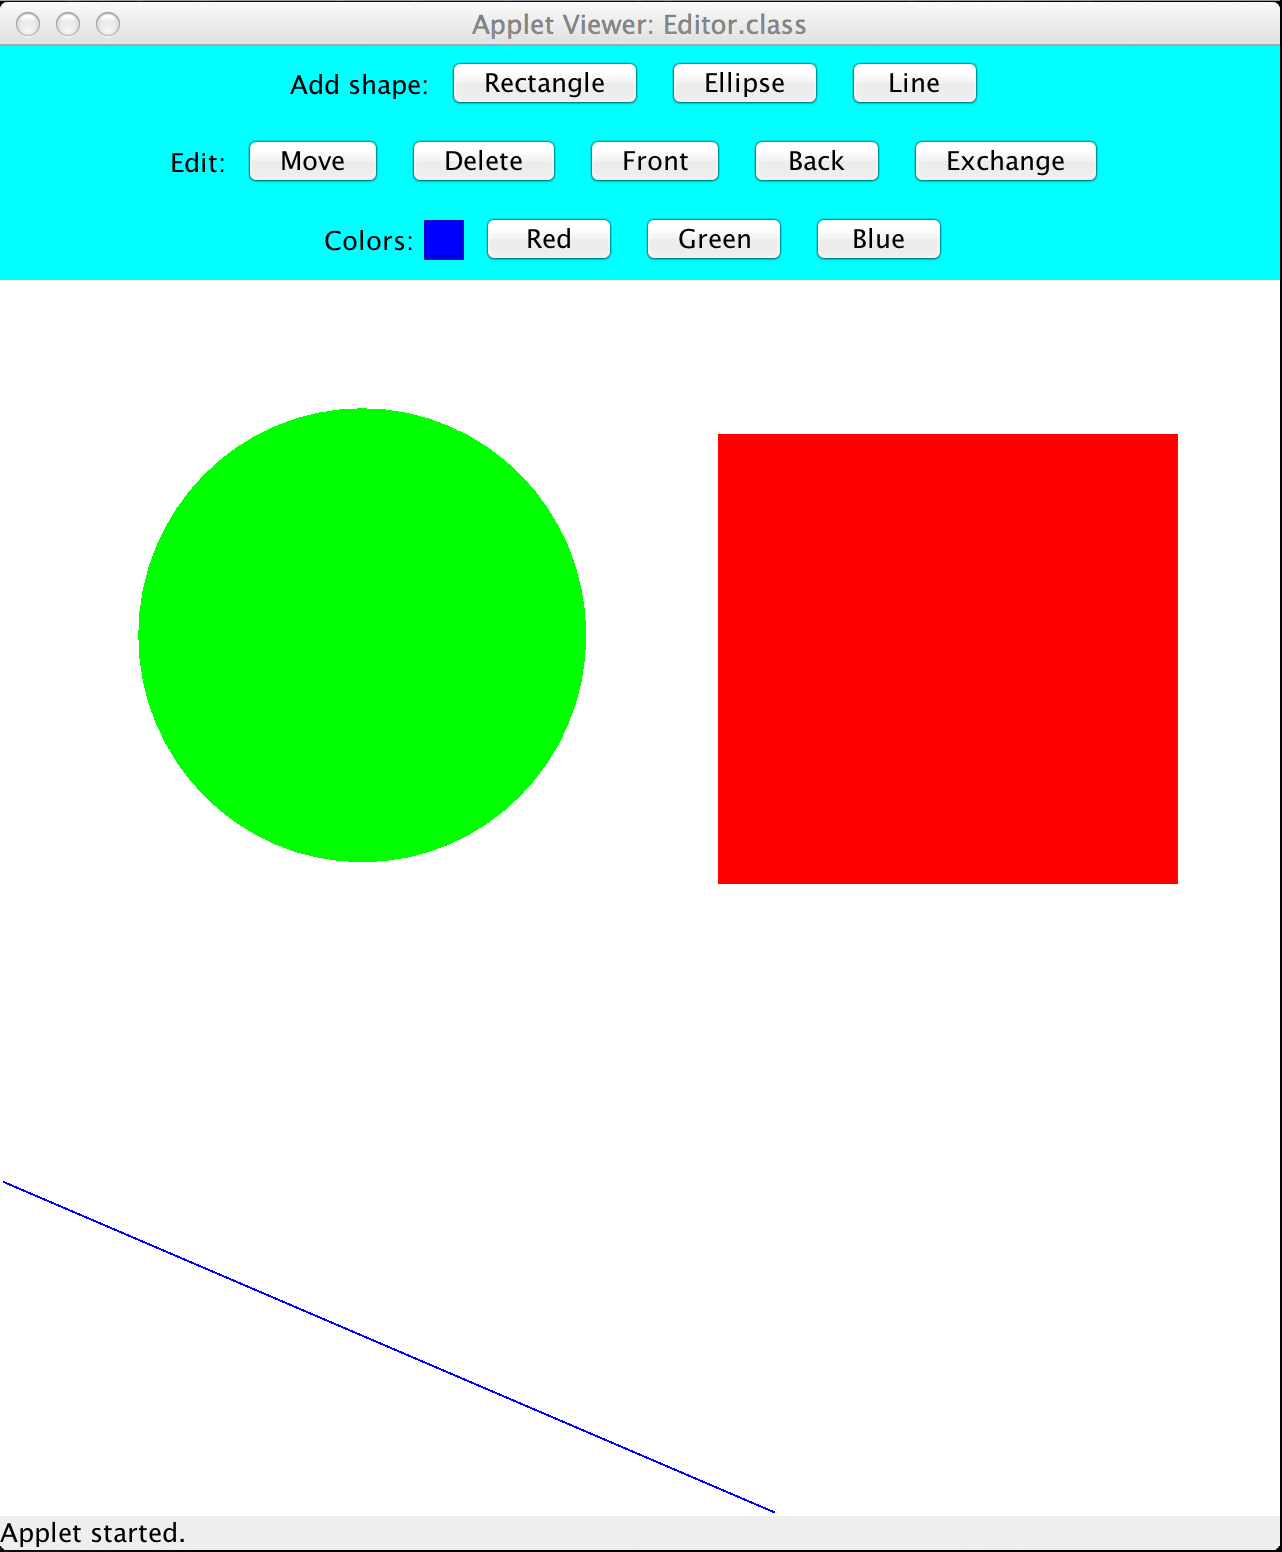 Applet Viewer: Editor.class
Add shape: Rectangle Ellipse Line
Edit: Move Delete Front Back Exchange
Colors: Red Green Blue
Applet started.